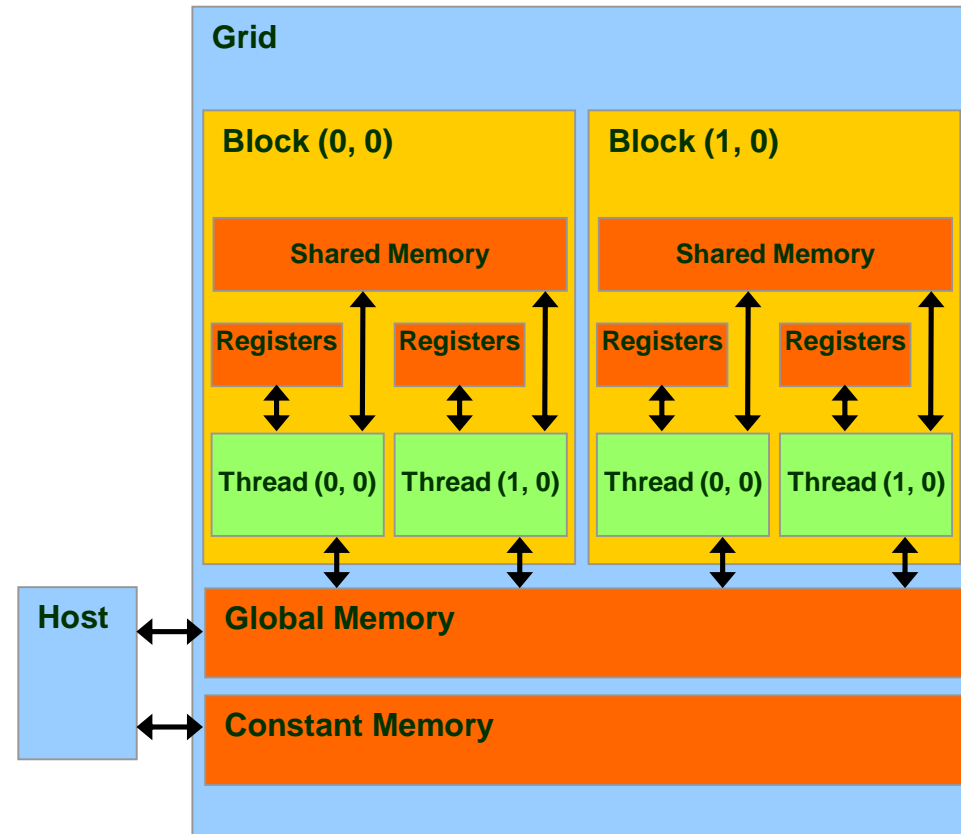 Grid
Block (0, 0)
Block (1, 0)
Shared Memory
Shared Memory
Registers
Registers
Registers
Registers
Thread (0, 0)
Thread (1, 0)
Thread (0, 0)
Thread (1, 0)
Host
Global Memory
Constant Memory